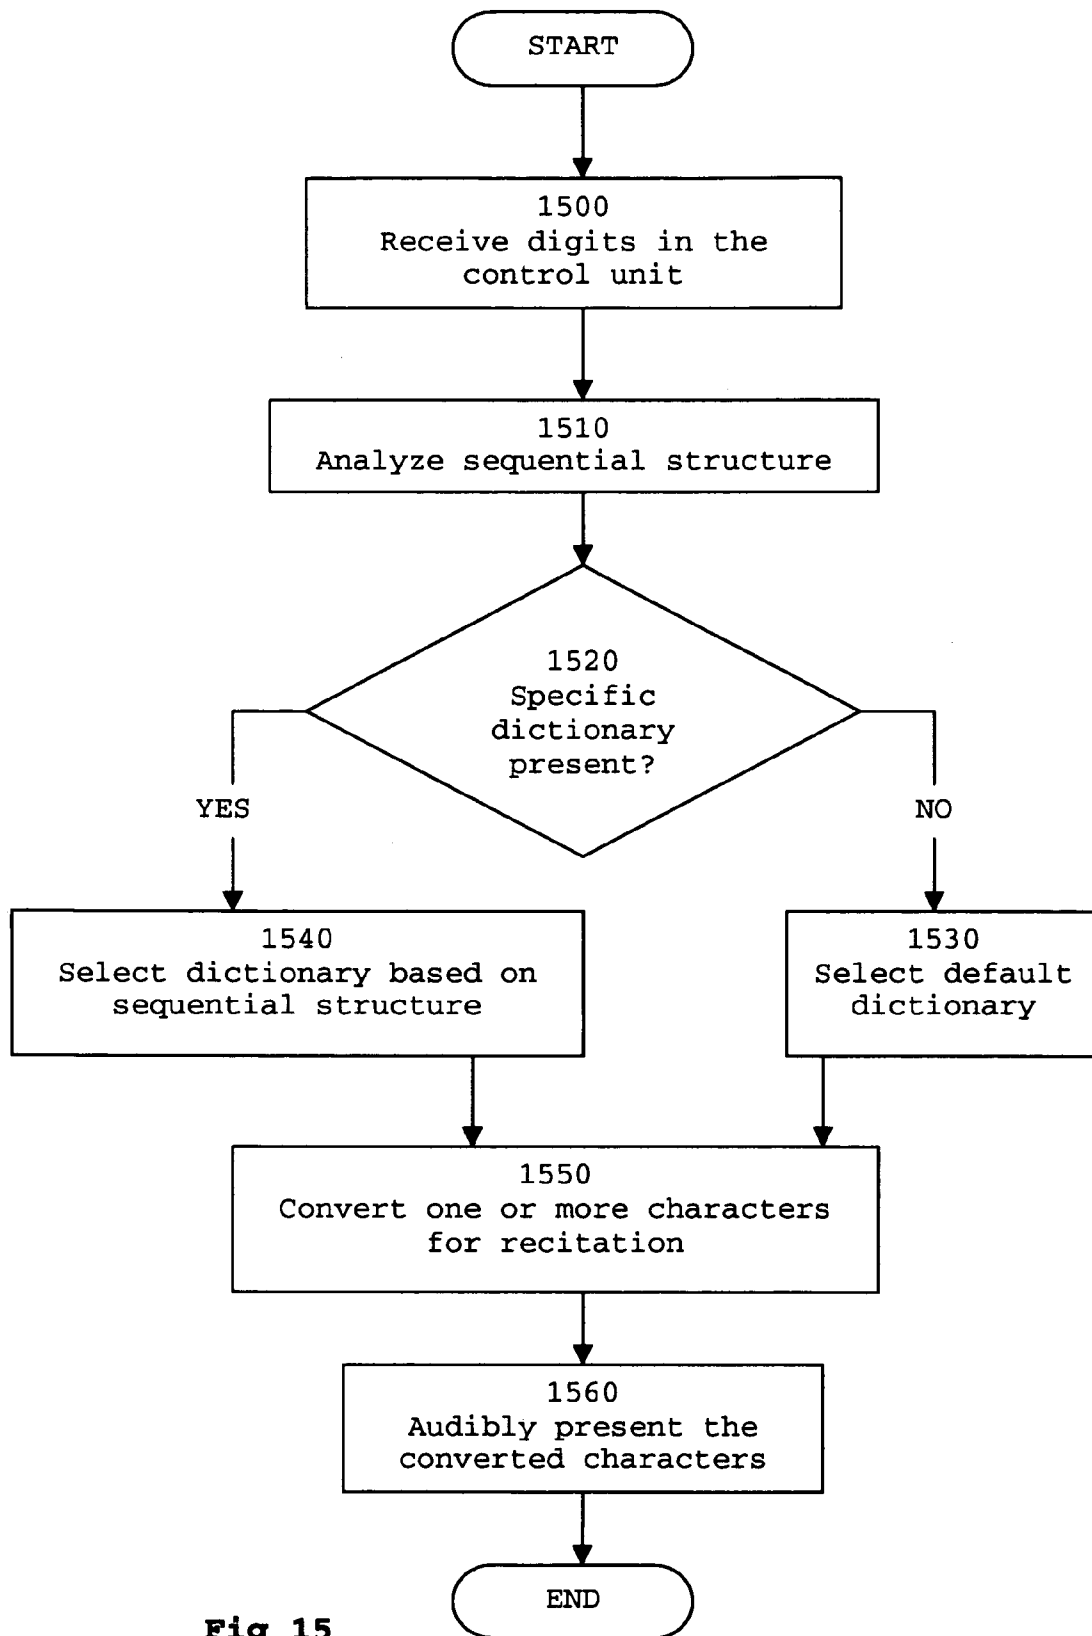 START
1500
Receive digits in the
control unit
1510
Analyze sequential structure
1520
Specific
dictionary
present?
YES
NO
1540
Select dictionary based on
sequential structure
1530
Select default
dictionary
1550
Convert one or more characters
for recitation
1560
Audibly present the
converted characters
END
Fig 15